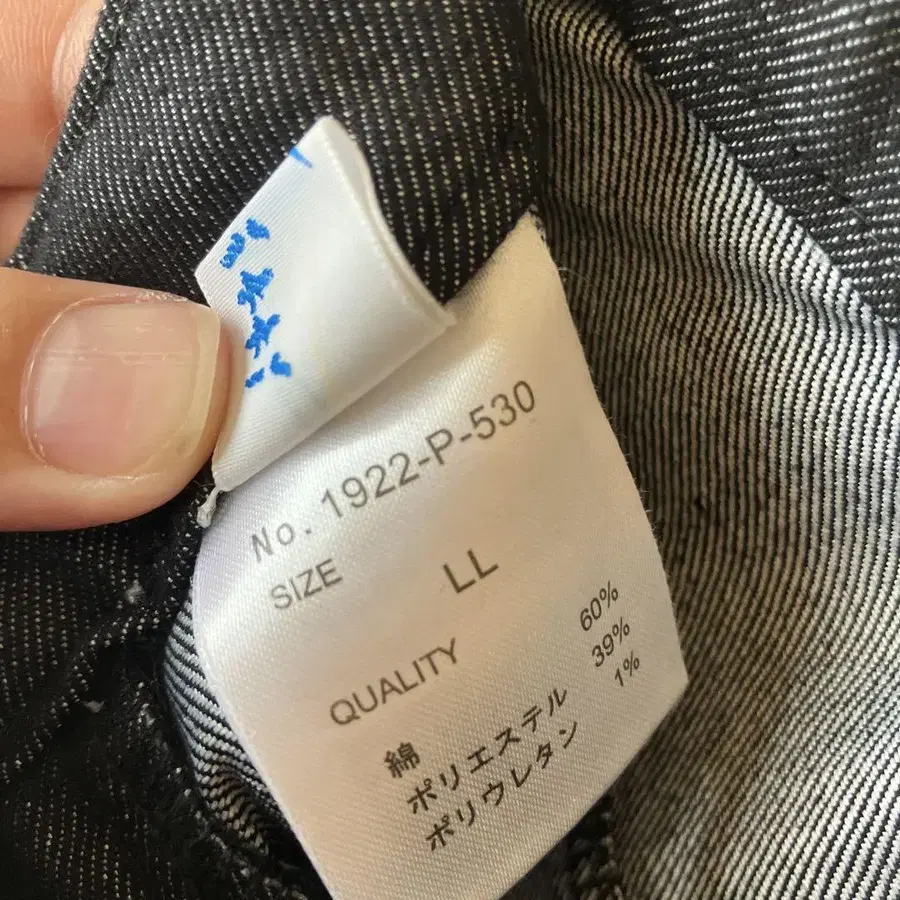 No. 1922-P-530
SIZE LL
QUALITY
綿 60%
ポリエステル 39%
ポリウレタン 1%